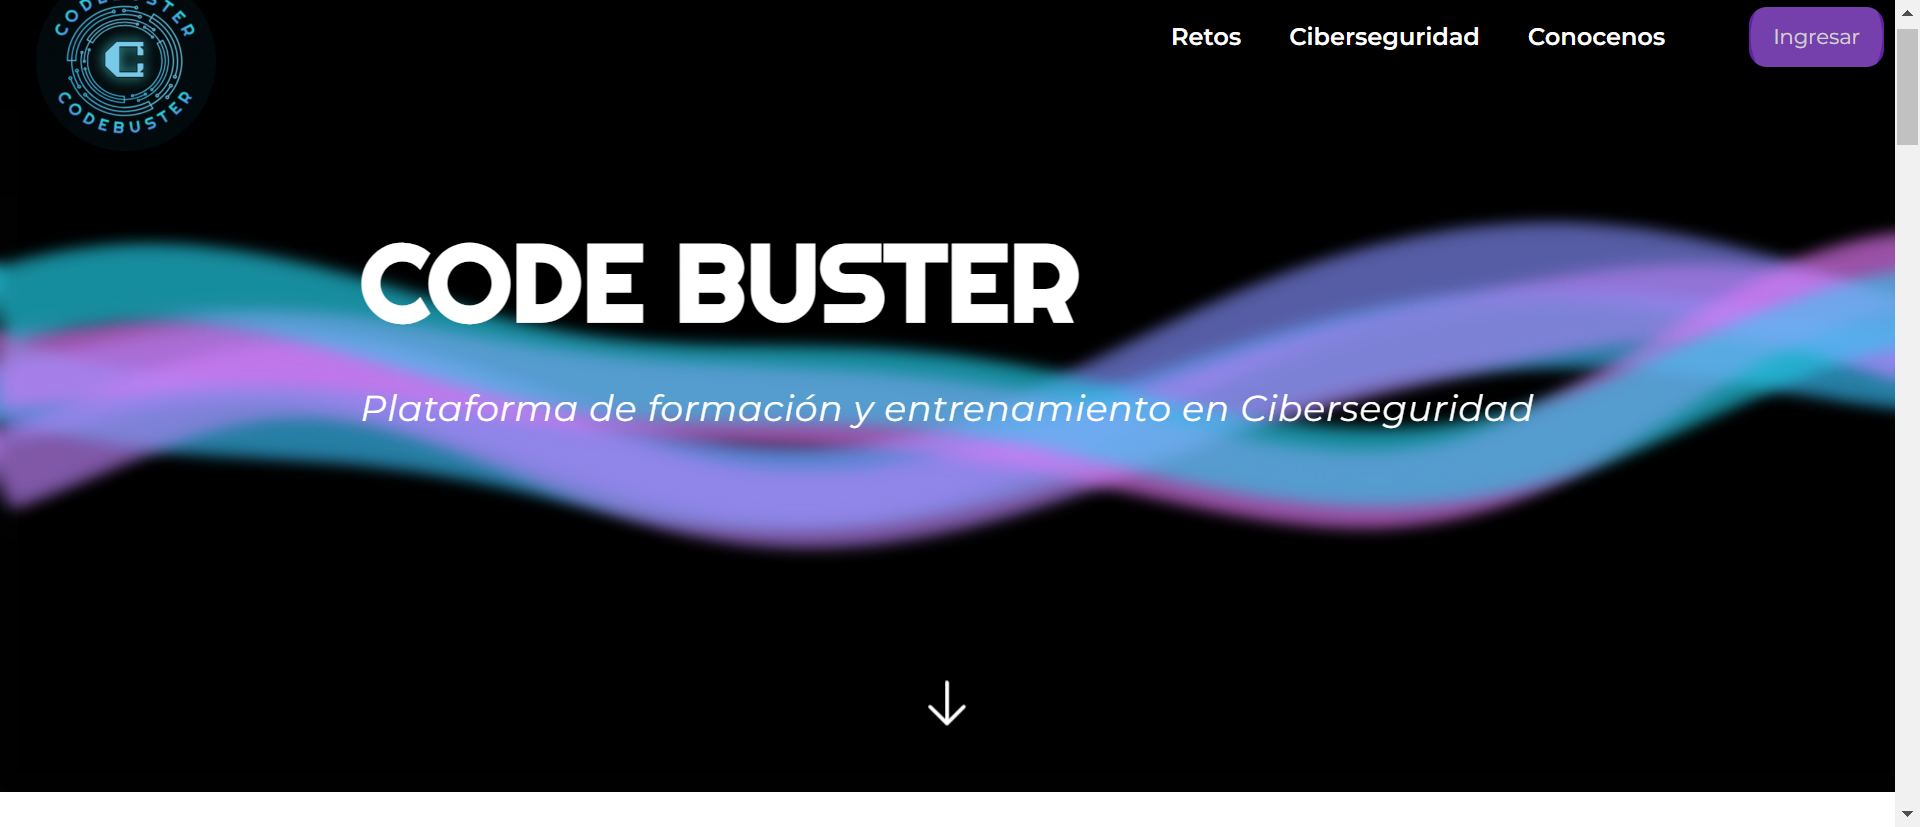 CODEBUSTER
CODEBUSTER
Retos Ciberseguridad Conocenos Ingresar
CODE BUSTER
Plataforma de formación y entrenamiento en Ciberseguridad